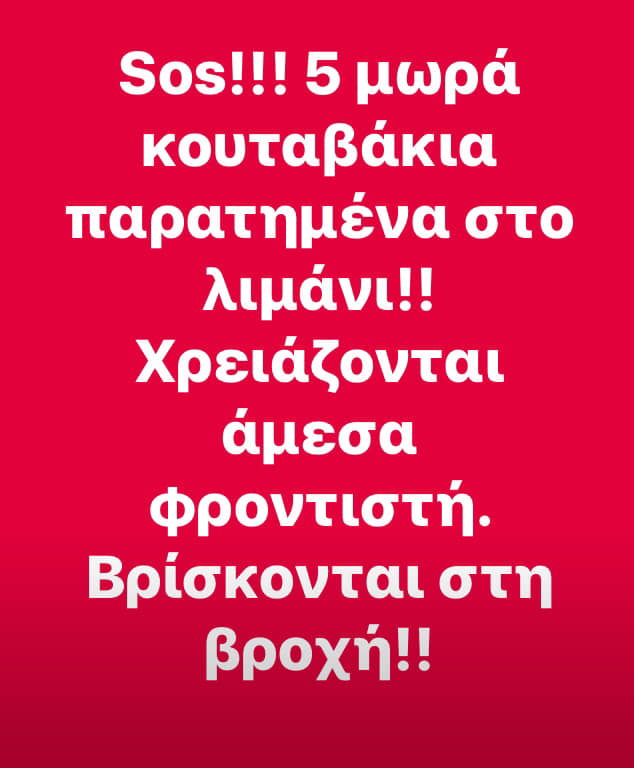 Sos!!! 5 μωρά
κουταβάκια
παρατημένα στο
λιμάνι!!
Χρειάζονται
άμεσα
φροντιστή.
Βρίσκονται στη
βροχή!!